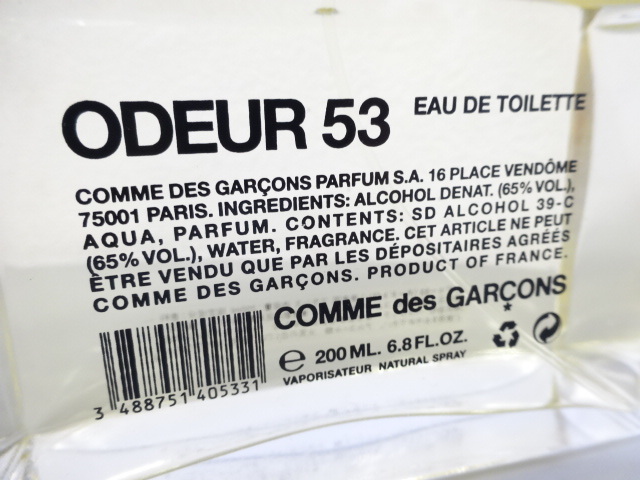 ODEUR 53 EAU DE TOILETTE
COMME DES GARÇONS PARFUM S.A. 16 PLACE VENDÔME
75001 PARIS. INGREDIENTS: ALCOHOL DENAT. (65% VOL.),
AQUA, PARFUM. CONTENTS: SD ALCOHOL 39-C
(65% VOL.), WATER, FRAGRANCE. CET ARTICLE NE PEUT
ÊTRE VENDU QUE PAR LES DÉPOSITAIRES AGRÉÉS
COMME DES GARÇONS. PRODUCT OF FRANCE.
COMME des GARÇONS
e 200 ML. 6.8 FL.OZ.
VAPORISATEUR NATURAL SPRAY
3 488751 405331